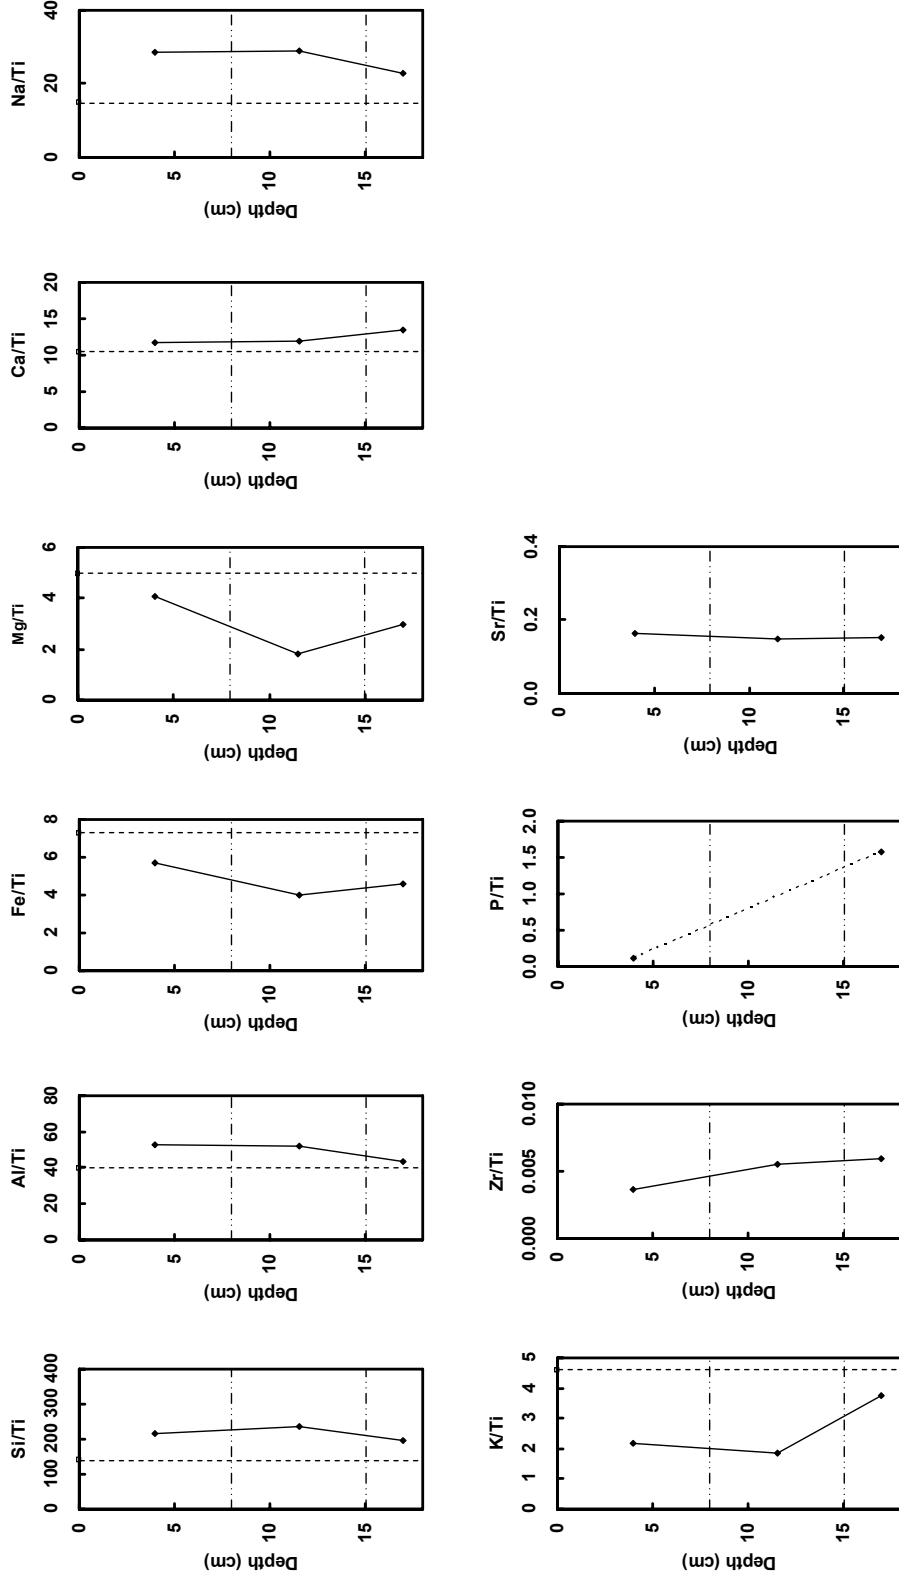 Si/Ti
0 100 200 300 400
0
5
10
15
Depth (cm)
Al/Ti
0 20 40 60 80
0
5
10
15
Depth (cm)
Fe/Ti
0 2 4 6 8
0
5
10
15
Depth (cm)
Mg/Ti
0 2 4 6
0
5
10
15
Depth (cm)
Ca/Ti
0 5 10 15 20
0
5
10
15
Depth (cm)
Na/Ti
0 20 40
0
5
10
15
Depth (cm)
K/Ti
0 1 2 3 4 5
0
5
10
15
Depth (cm)
Zr/Ti
0.000 0.005 0.010
0
5
10
15
Depth (cm)
P/Ti
0.0 0.5 1.0 1.5 2.0
0
5
10
15
Depth (cm)
Sr/Ti
0.0 0.2 0.4
0
5
10
15
Depth (cm)